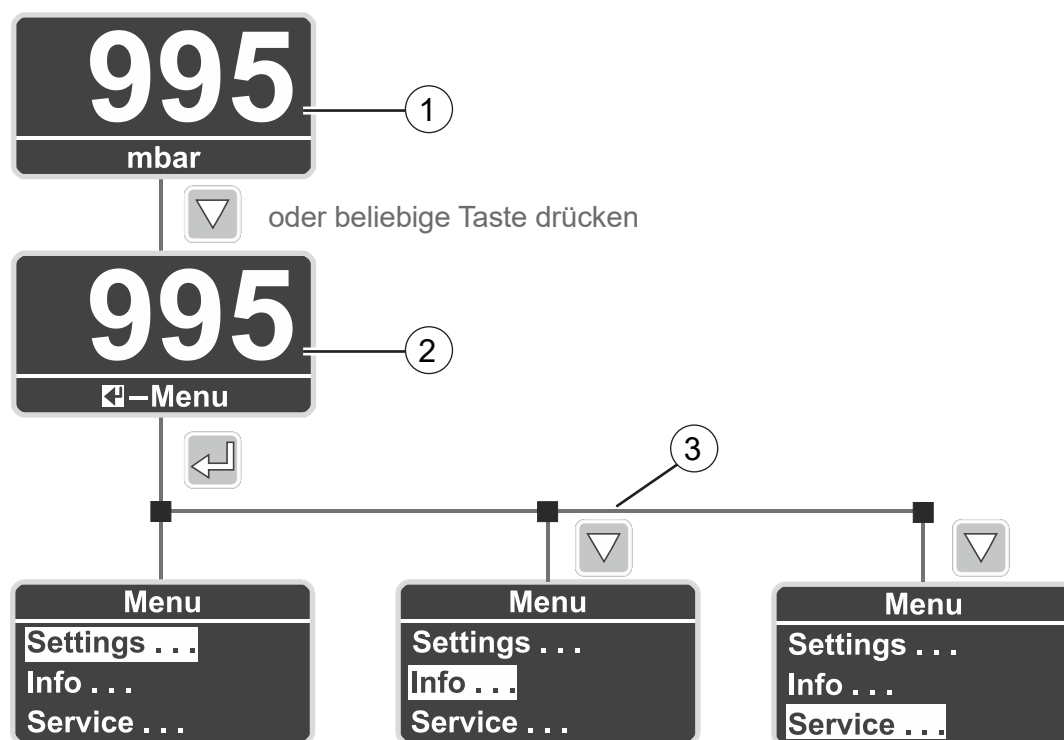 995
1
mbar
oder beliebige Taste drücken
995
2
–Menu
3
Menu
Settings . . .
Info . . .
Service . . .
Menu
Settings . . .
Info . . .
Service . . .
Menu
Settings . . .
Info . . .
Service . . .